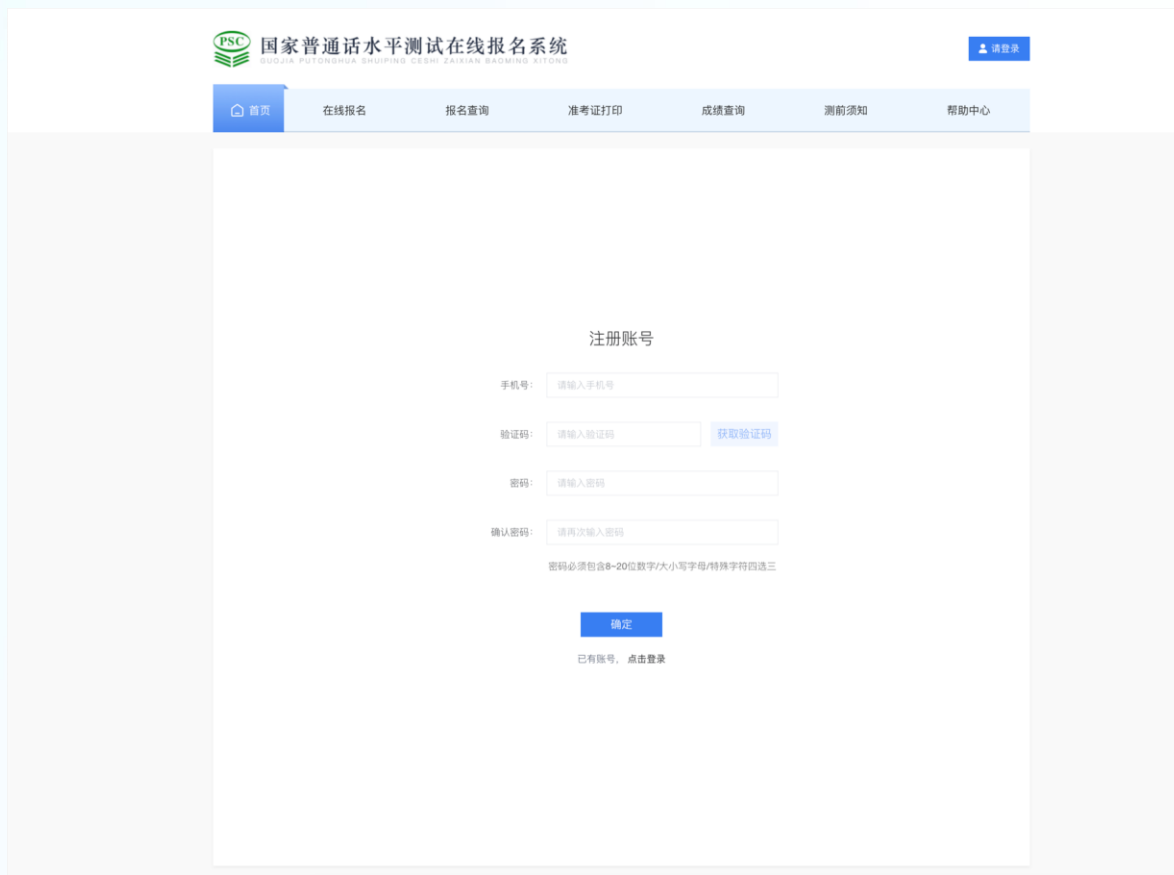 PSC 国家普通话水平测试在线报名系统
GUOJIA PUTONGHUA SHUIPING CESHI ZAIXIAN BAOMING XITONG
请登录
首页 在线报名 报名查询 准考证打印 成绩查询 测前须知 帮助中心
注册账号
手机号: 请输入手机号
验证码: 请输入验证码 获取验证码
密码: 请输入密码
确认密码: 请再次输入密码
密码必须包含8~20位数字/大小写字母/特殊字符四选三
确定
已有账号， 点击登录